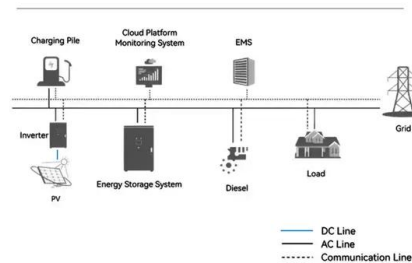 Charging Pile
Cloud Platform
Monitoring System
EMS
Grid
Inverter
PV
Energy Storage System
Diesel
Load
DC Line
AC Line
Communication Line